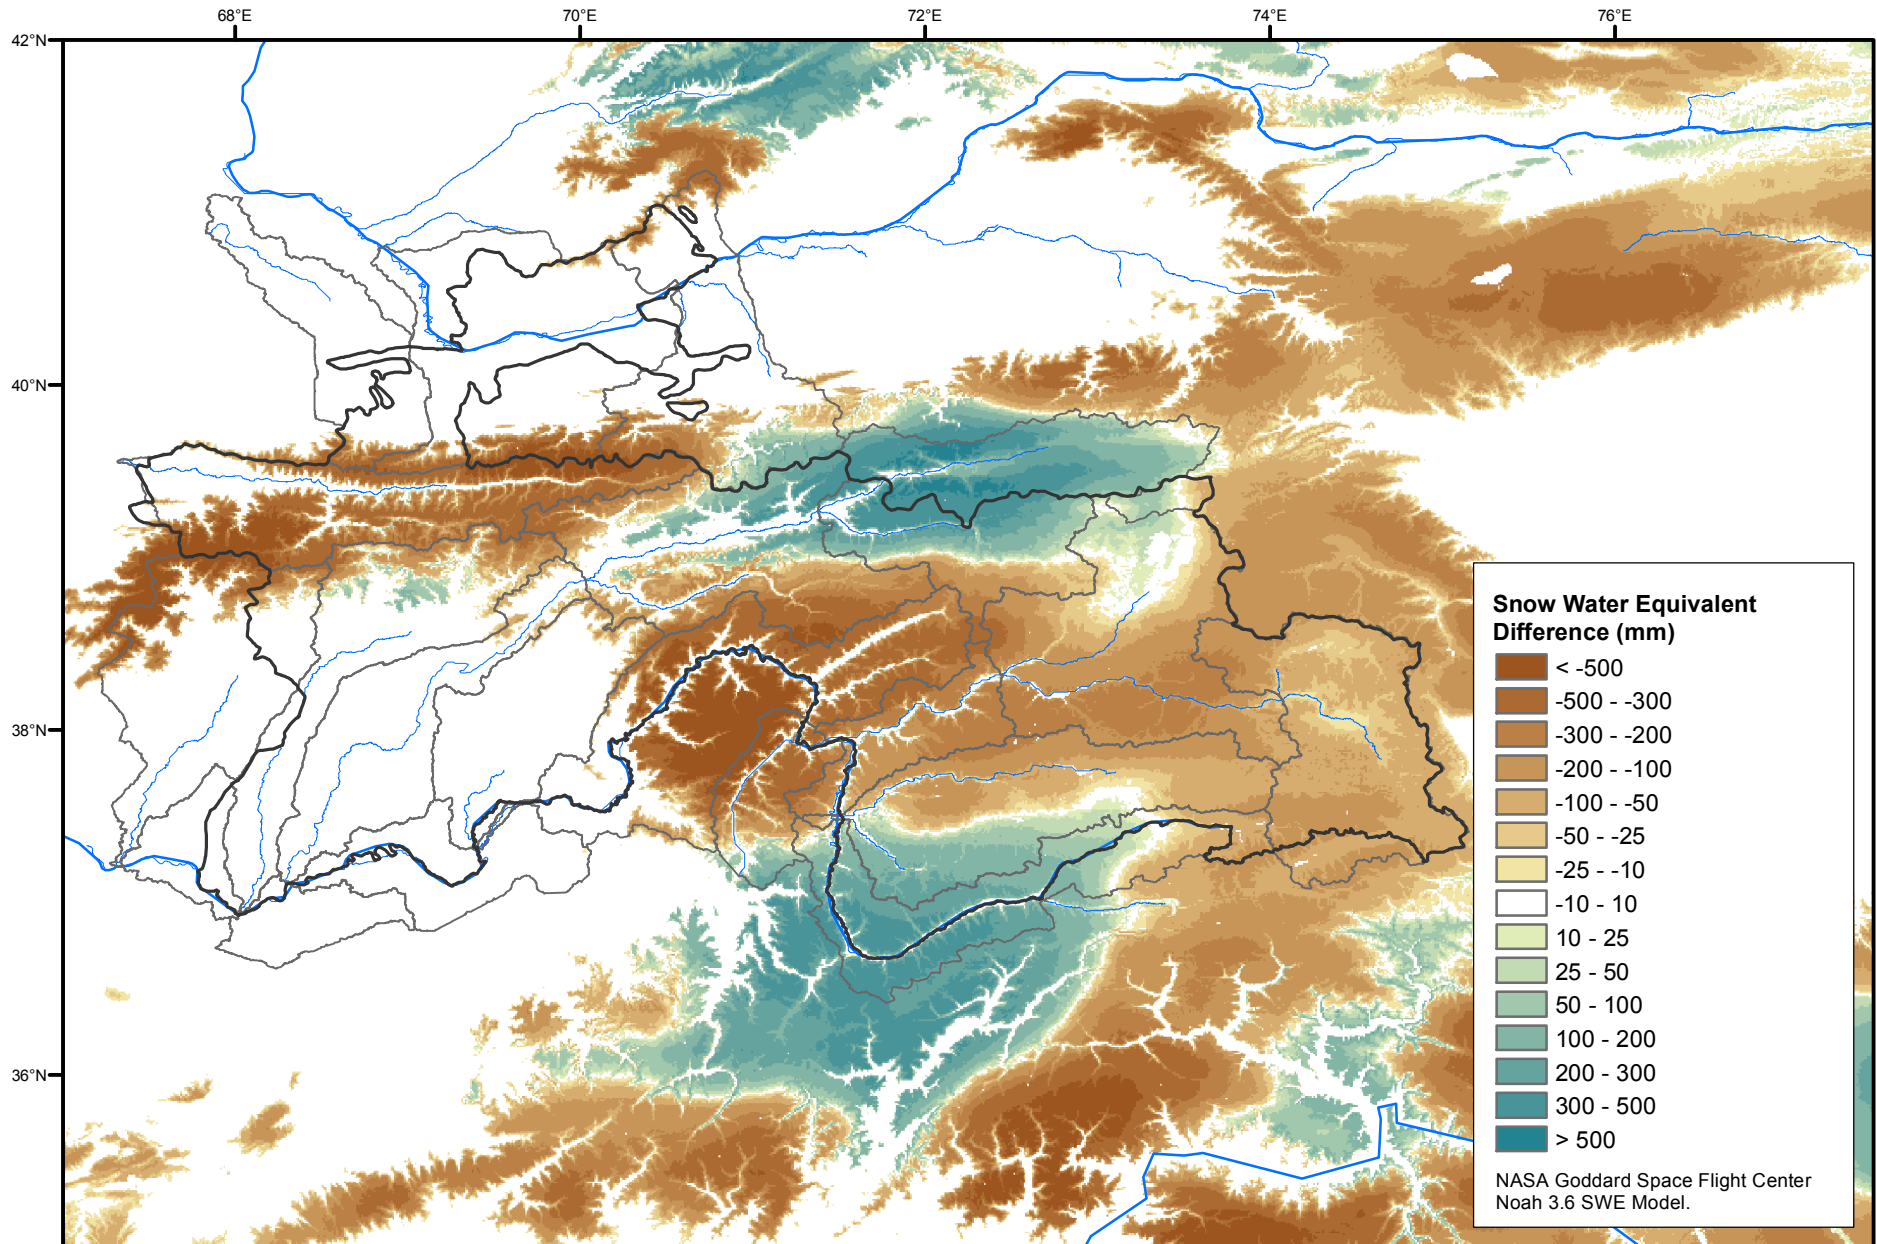 68°E 70°E 72°E 74°E 76°E
42°N
40°N
38°N
36°N
Snow Water Equivalent
Difference (mm)
< -500
-500 - -300
-300 - -200
-200 - -100
-100 - -50
-50 - -25
-25 - -10
-10 - 10
10 - 25
25 - 50
50 - 100
100 - 200
200 - 300
300 - 500
> 500
NASA Goddard Space Flight Center
Noah 3.6 SWE Model.